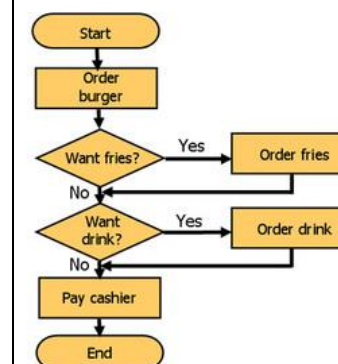 Start
Order
burger
Want fries?
Yes
Order fries
No
Want
drink?
Yes
Order drink
No
Pay cashier
End